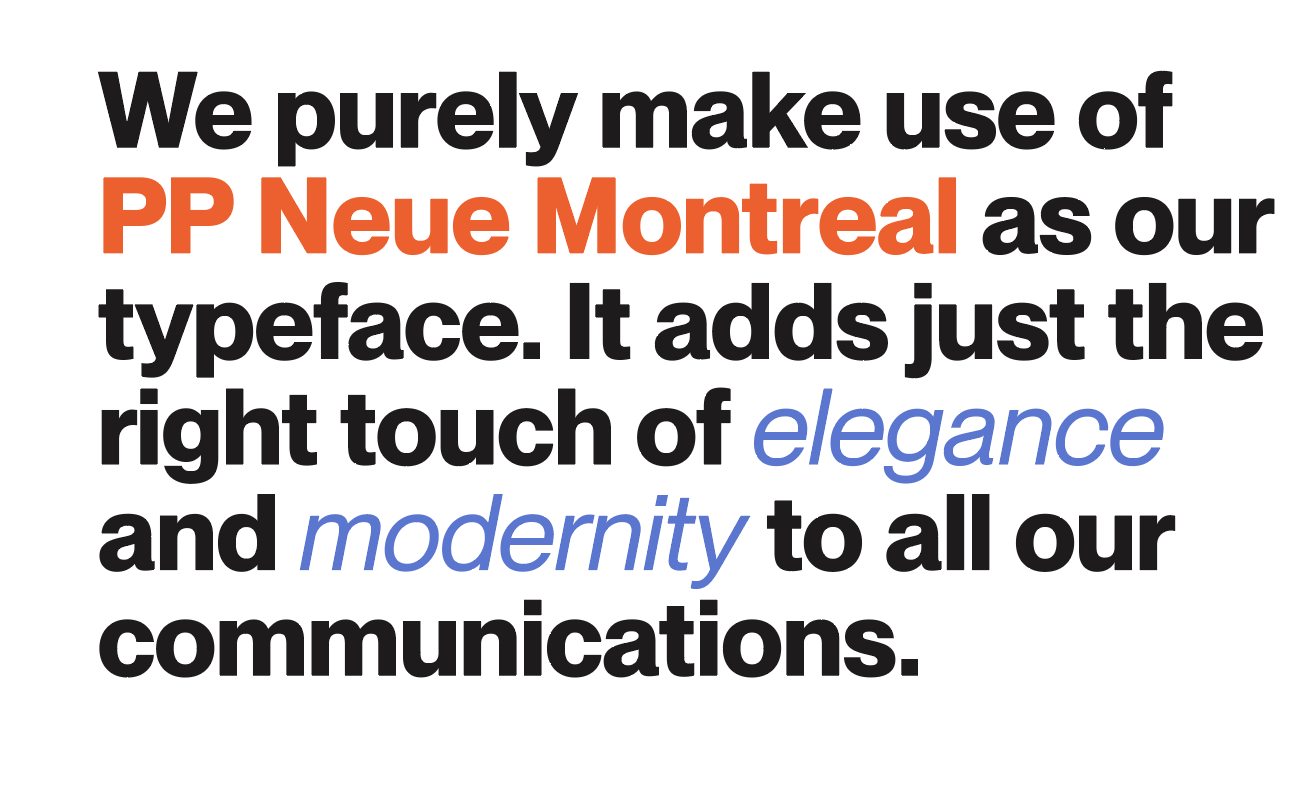 We purely make use of
PP Neue Montreal as our
typeface. It adds just the
right touch of elegance
and modernity to all our
communications.